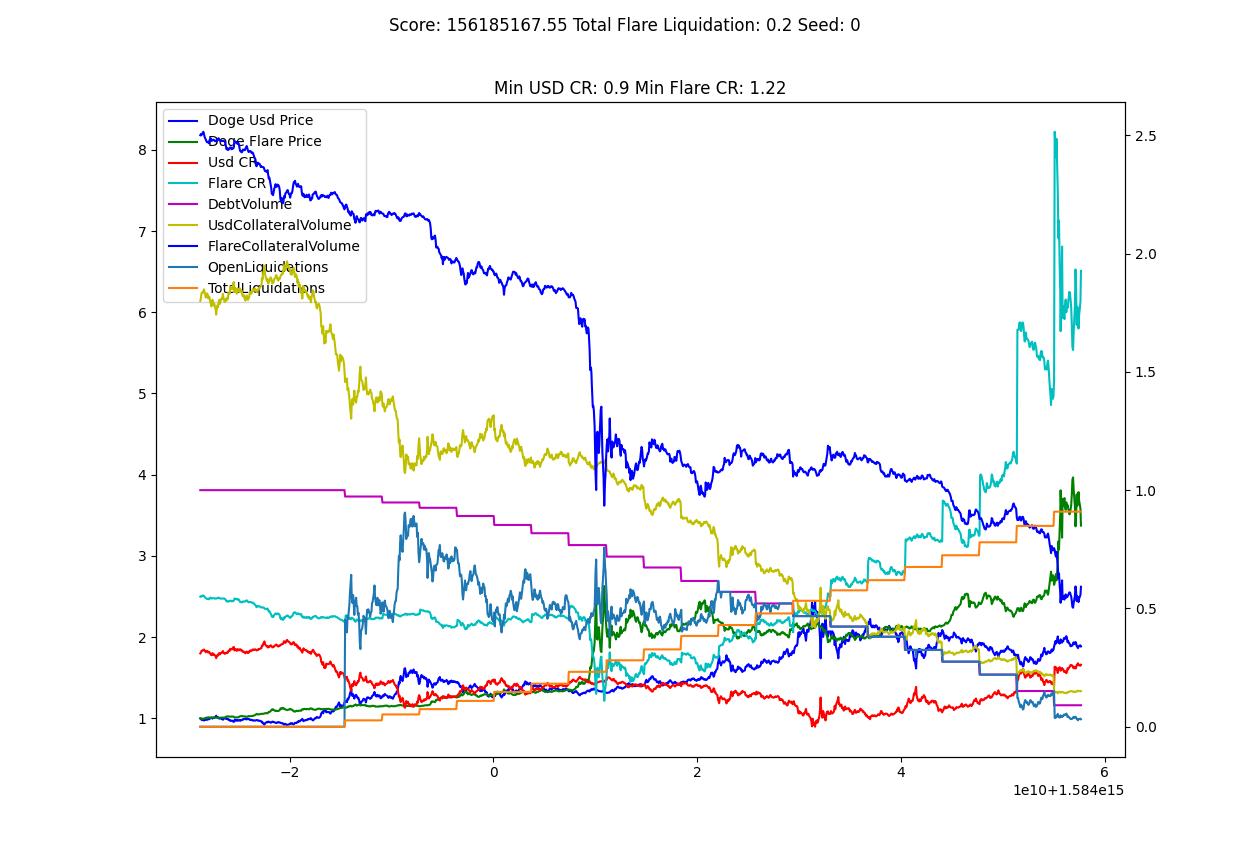 Score: 156185167.55 Total Flare Liquidation: 0.2 Seed: 0
Min USD CR: 0.9 Min Flare CR: 1.22
Doge Usd Price
Doge Flare Price
Usd CR
Flare CR
DebtVolume
UsdCollateralVolume
FlareCollateralVolume
OpenLiquidations
TotalLiquidations
8
7
6
5
4
3
2
1
2.5
2.0
1.5
1.0
0.5
0.0
−2
0
2
4
6
1e10+1.584e15